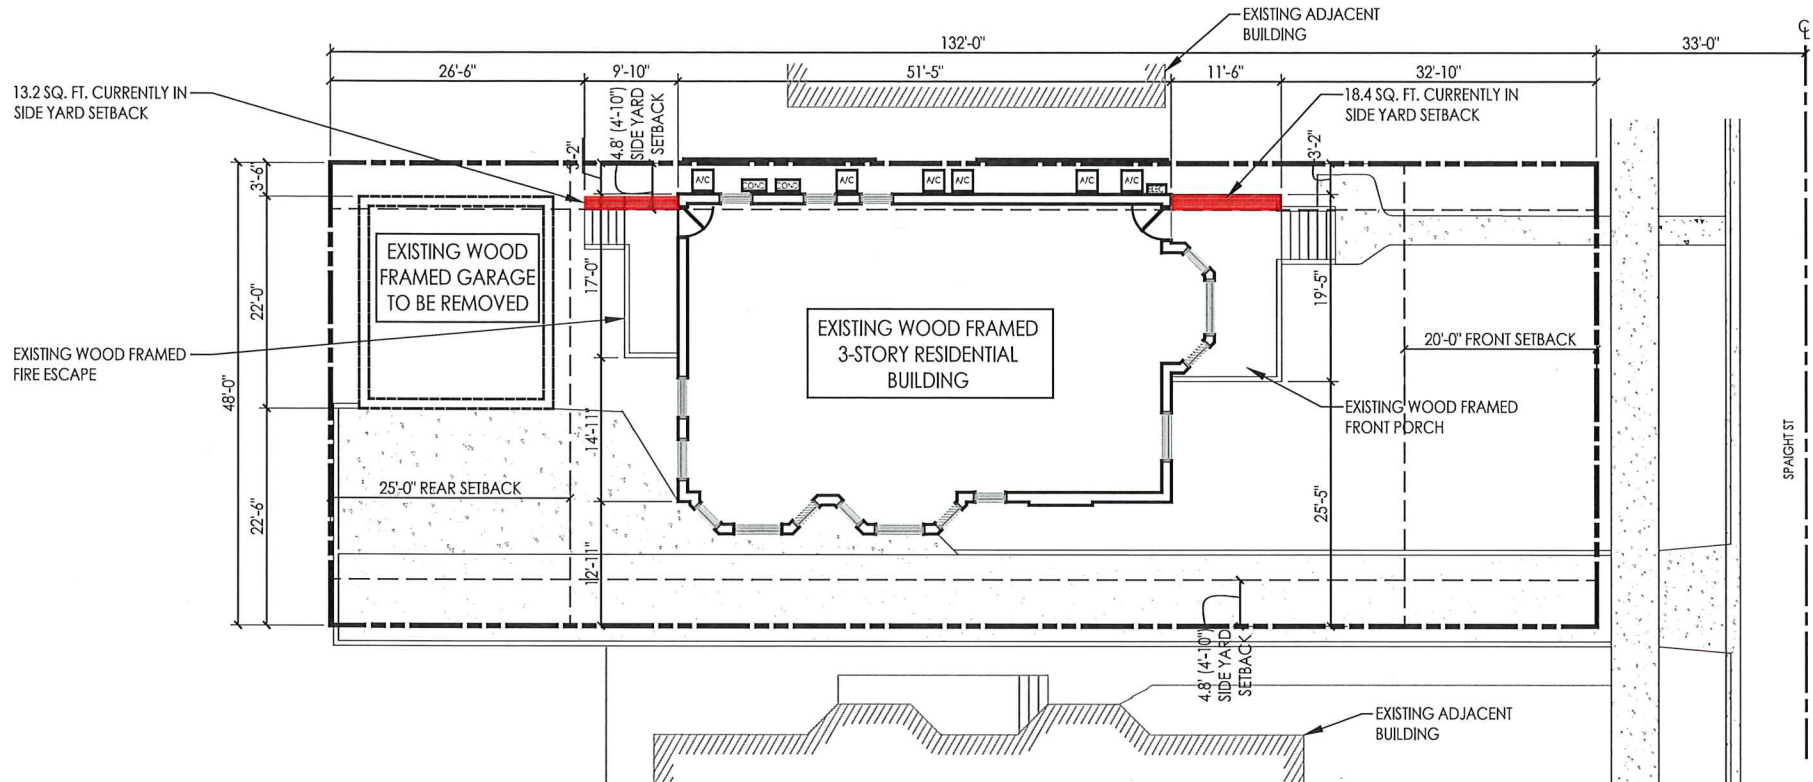 EXISTING ADJACENT
BUILDING
℄
132'-0"
33'-0"
26'-6"
9'-10"
51'-5"
11'-6"
32'-10"
13.2 SQ. FT. CURRENTLY IN
SIDE YARD SETBACK
18.4 SQ. FT. CURRENTLY IN
SIDE YARD SETBACK
4.8' (4'-10")
SIDE YARD
SETBACK
3'-2"
3'-2"
3'-6"
A/C
COND
COND
A/C
A/C
A/C
A/C
A/C
ELEC
EXISTING WOOD
FRAMED GARAGE
TO BE REMOVED
17'-0"
22'-0"
19'-5"
EXISTING WOOD FRAMED
3-STORY RESIDENTIAL
BUILDING
20'-0" FRONT SETBACK
EXISTING WOOD FRAMED
FIRE ESCAPE
48'-0"
EXISTING WOOD FRAMED
FRONT PORCH
14'-11"
SPAIGHT ST
25'-0" REAR SETBACK
22'-6"
25'-5"
12'-11"
4.8' (4'-10")
SIDE YARD
SETBACK
EXISTING ADJACENT
BUILDING